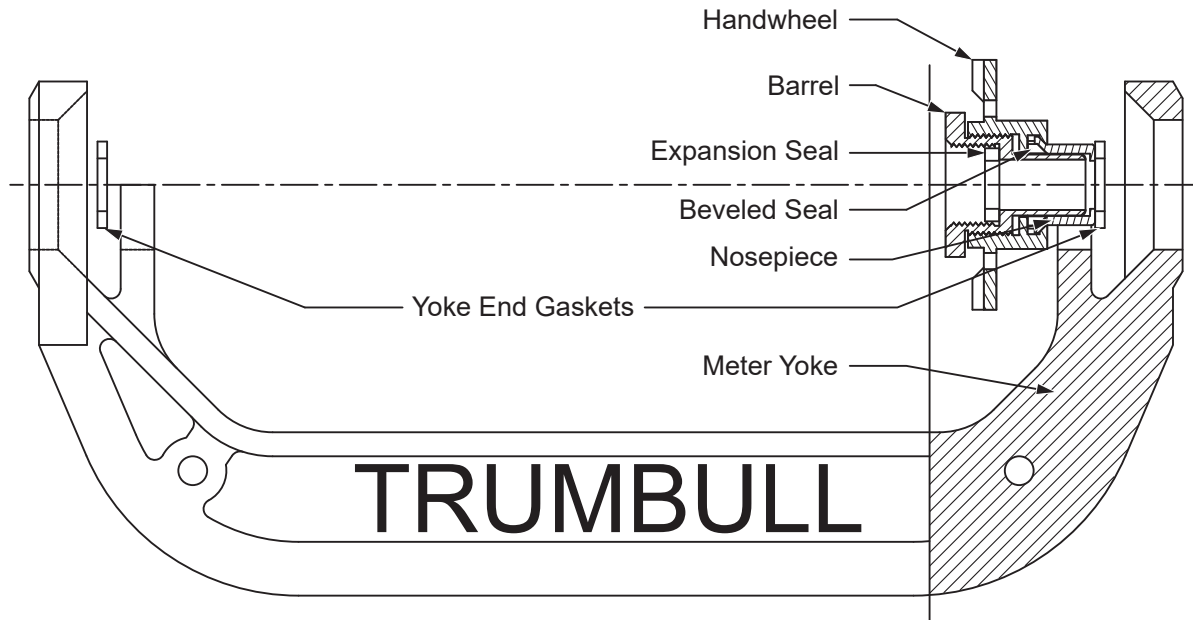 Handwheel
Barrel
Expansion Seal
Beveled Seal
Nosepiece
Yoke End Gaskets
Meter Yoke
TRUMBULL